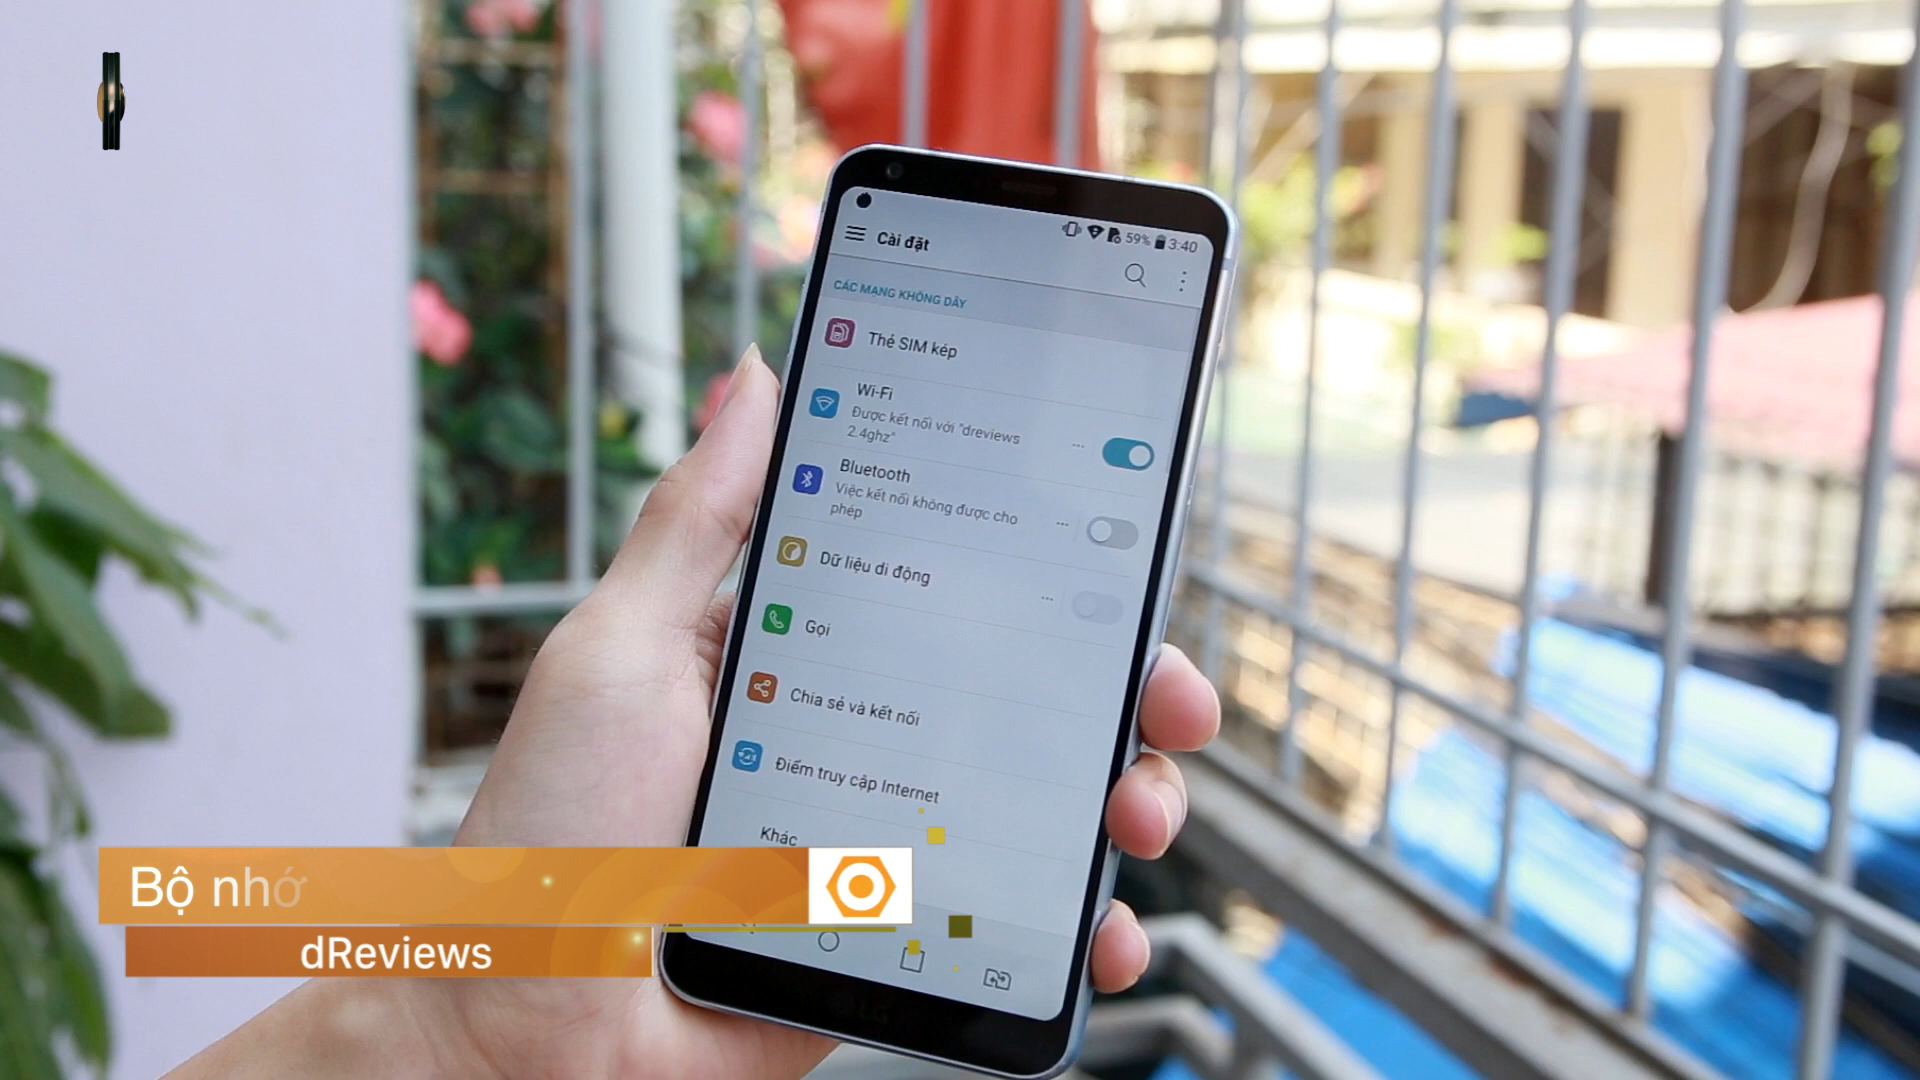 59% 3:40
Cài đặt
CÁC MẠNG KHÔNG DÂY
Thẻ SIM kép
Wi-Fi
Được kết nối với "dreviews
2.4ghz"
Bluetooth
Việc kết nối không được cho
phép
Dữ liệu di động
Gọi
Chia sẻ và kết nối
Điểm truy cập Internet
Khác
Bộ nhớ
dReviews
LG